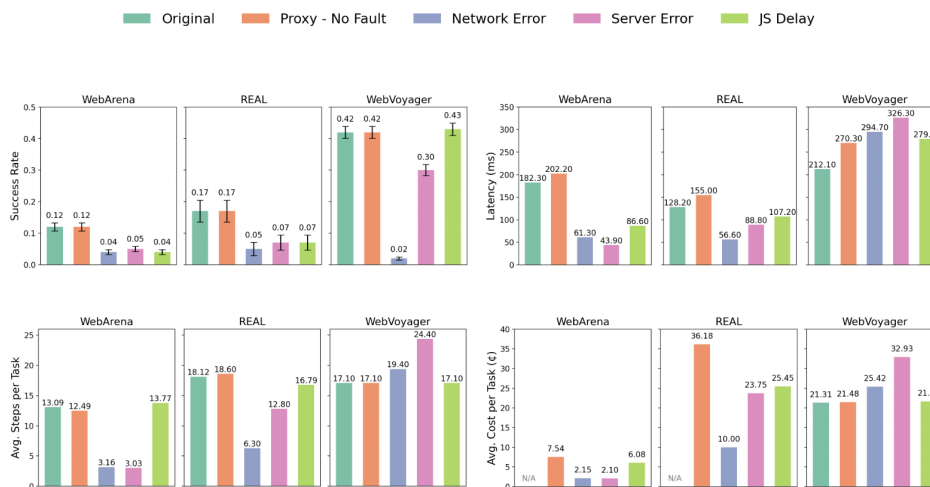 Original Proxy - No Fault Network Error Server Error JS Delay
WebArena REAL WebVoyager
Success Rate
0.5
0.4
0.3
0.2
0.1
0.0
0.12 0.12 0.04 0.05 0.04
0.17 0.17 0.05 0.07 0.07
0.42 0.42 0.02 0.30 0.43
WebArena REAL WebVoyager
Latency (ms)
350
300
250
200
150
100
50
0
182.30 202.20 61.30 43.90 86.60
128.20 155.00 56.60 88.80 107.20
212.10 270.30 294.70 326.30 279.
WebArena REAL WebVoyager
Avg. Steps per Task
25
20
15
10
5
0
13.09 12.49 3.16 3.03 13.77
18.12 18.60 6.30 12.80 16.79
17.10 17.10 19.40 24.40 17.10
WebArena REAL WebVoyager
Avg. Cost per Task (¢)
40
35
30
25
20
15
10
5
0
N/A 7.54 2.15 2.10 6.08
N/A 36.18 10.00 23.75 25.45
21.31 21.48 25.42 32.93 21.